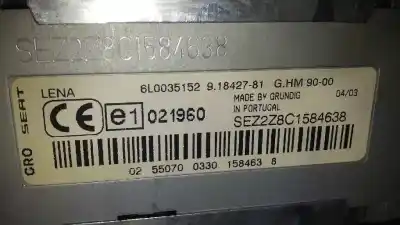 SEZ2Z8C1584638
GRO SEAT
LENA 6L0035152 9.18427-81 G.HM 90-00
CE e1 021960
MADE BY GRUNDIG 04/03
IN PORTUGAL
SEZ2Z8C1584638
02 55070 0330 158463 8